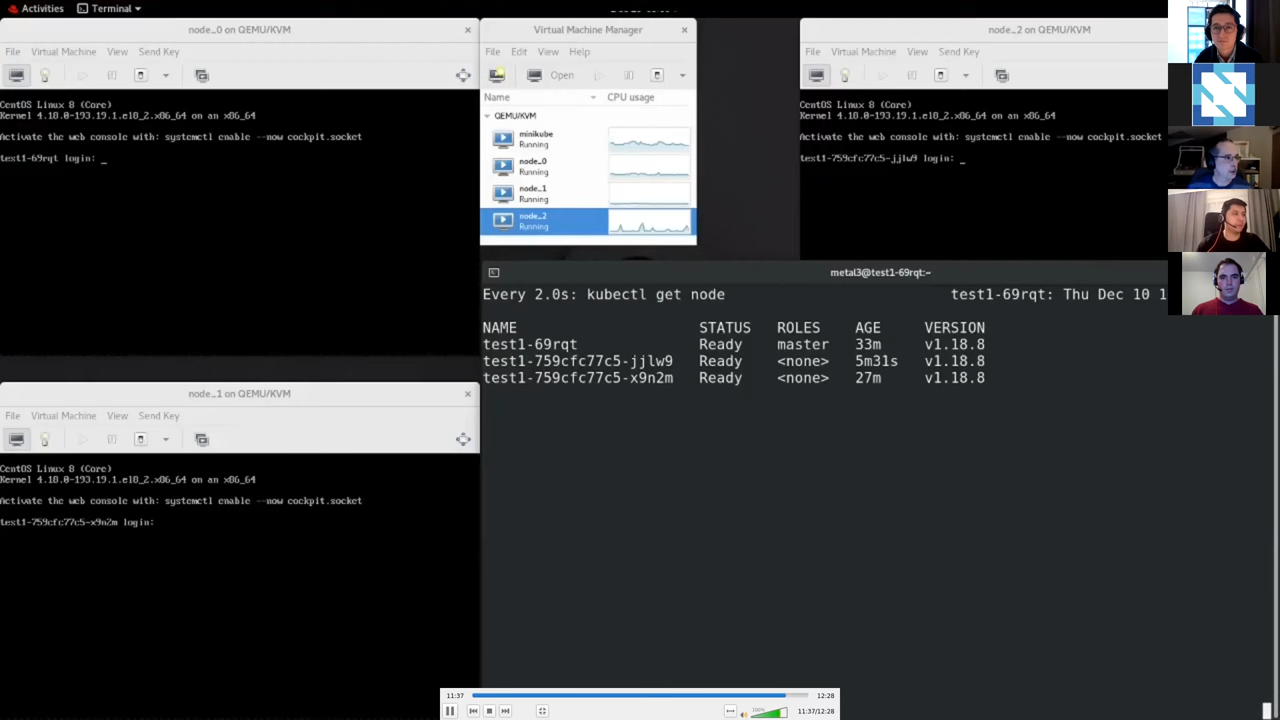 Activities Terminal
node_0 on QEMU/KVM
File Virtual Machine View Send Key
CentOS Linux 8 (Core)
Kernel 4.18.0-193.19.1.el8_2.x86_64 on an x86_64
Activate the web console with: systemctl enable --now cockpit.socket
test1-69rqt login: _
Virtual Machine Manager
File Edit View Help
Open
Name CPU usage
QEMU/KVM
minikube
Running
node_0
Running
node_1
Running
node_2
Running
node_2 on QEMU/KVM
File Virtual Machine View Send Key
CentOS Linux 8 (Core)
Kernel 4.18.0-193.19.1.el8_2.x86_64 on an x86_64
Activate the web console with: systemctl enable --now cockpit.socket
test1-759cfc77c5-jjlw9 login: _
metal3@test1-69rqt:~
Every 2.0s: kubectl get node test1-69rqt: Thu Dec 10 1
NAME STATUS ROLES AGE VERSION
test1-69rqt Ready master 33m v1.18.8
test1-759cfc77c5-jjlw9 Ready <none> 5m31s v1.18.8
test1-759cfc77c5-x9n2m Ready <none> 27m v1.18.8
node_1 on QEMU/KVM
File Virtual Machine View Send Key
CentOS Linux 8 (Core)
Kernel 4.18.0-193.19.1.el8_2.x86_64 on an x86_64
Activate the web console with: systemctl enable --now cockpit.socket
test1-759cfc77c5-x9n2m login:
11:37 12:28
100%
11:37/12:28